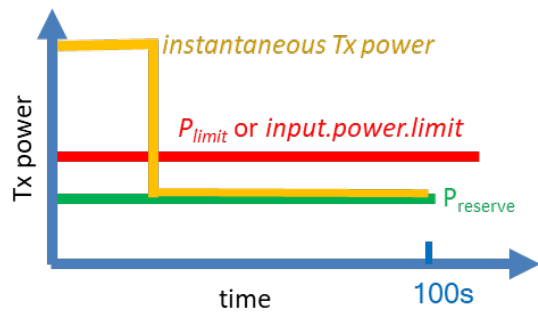 instantaneous Tx power
Plimit or input.power.limit
Tx power
Preserve
100s
time